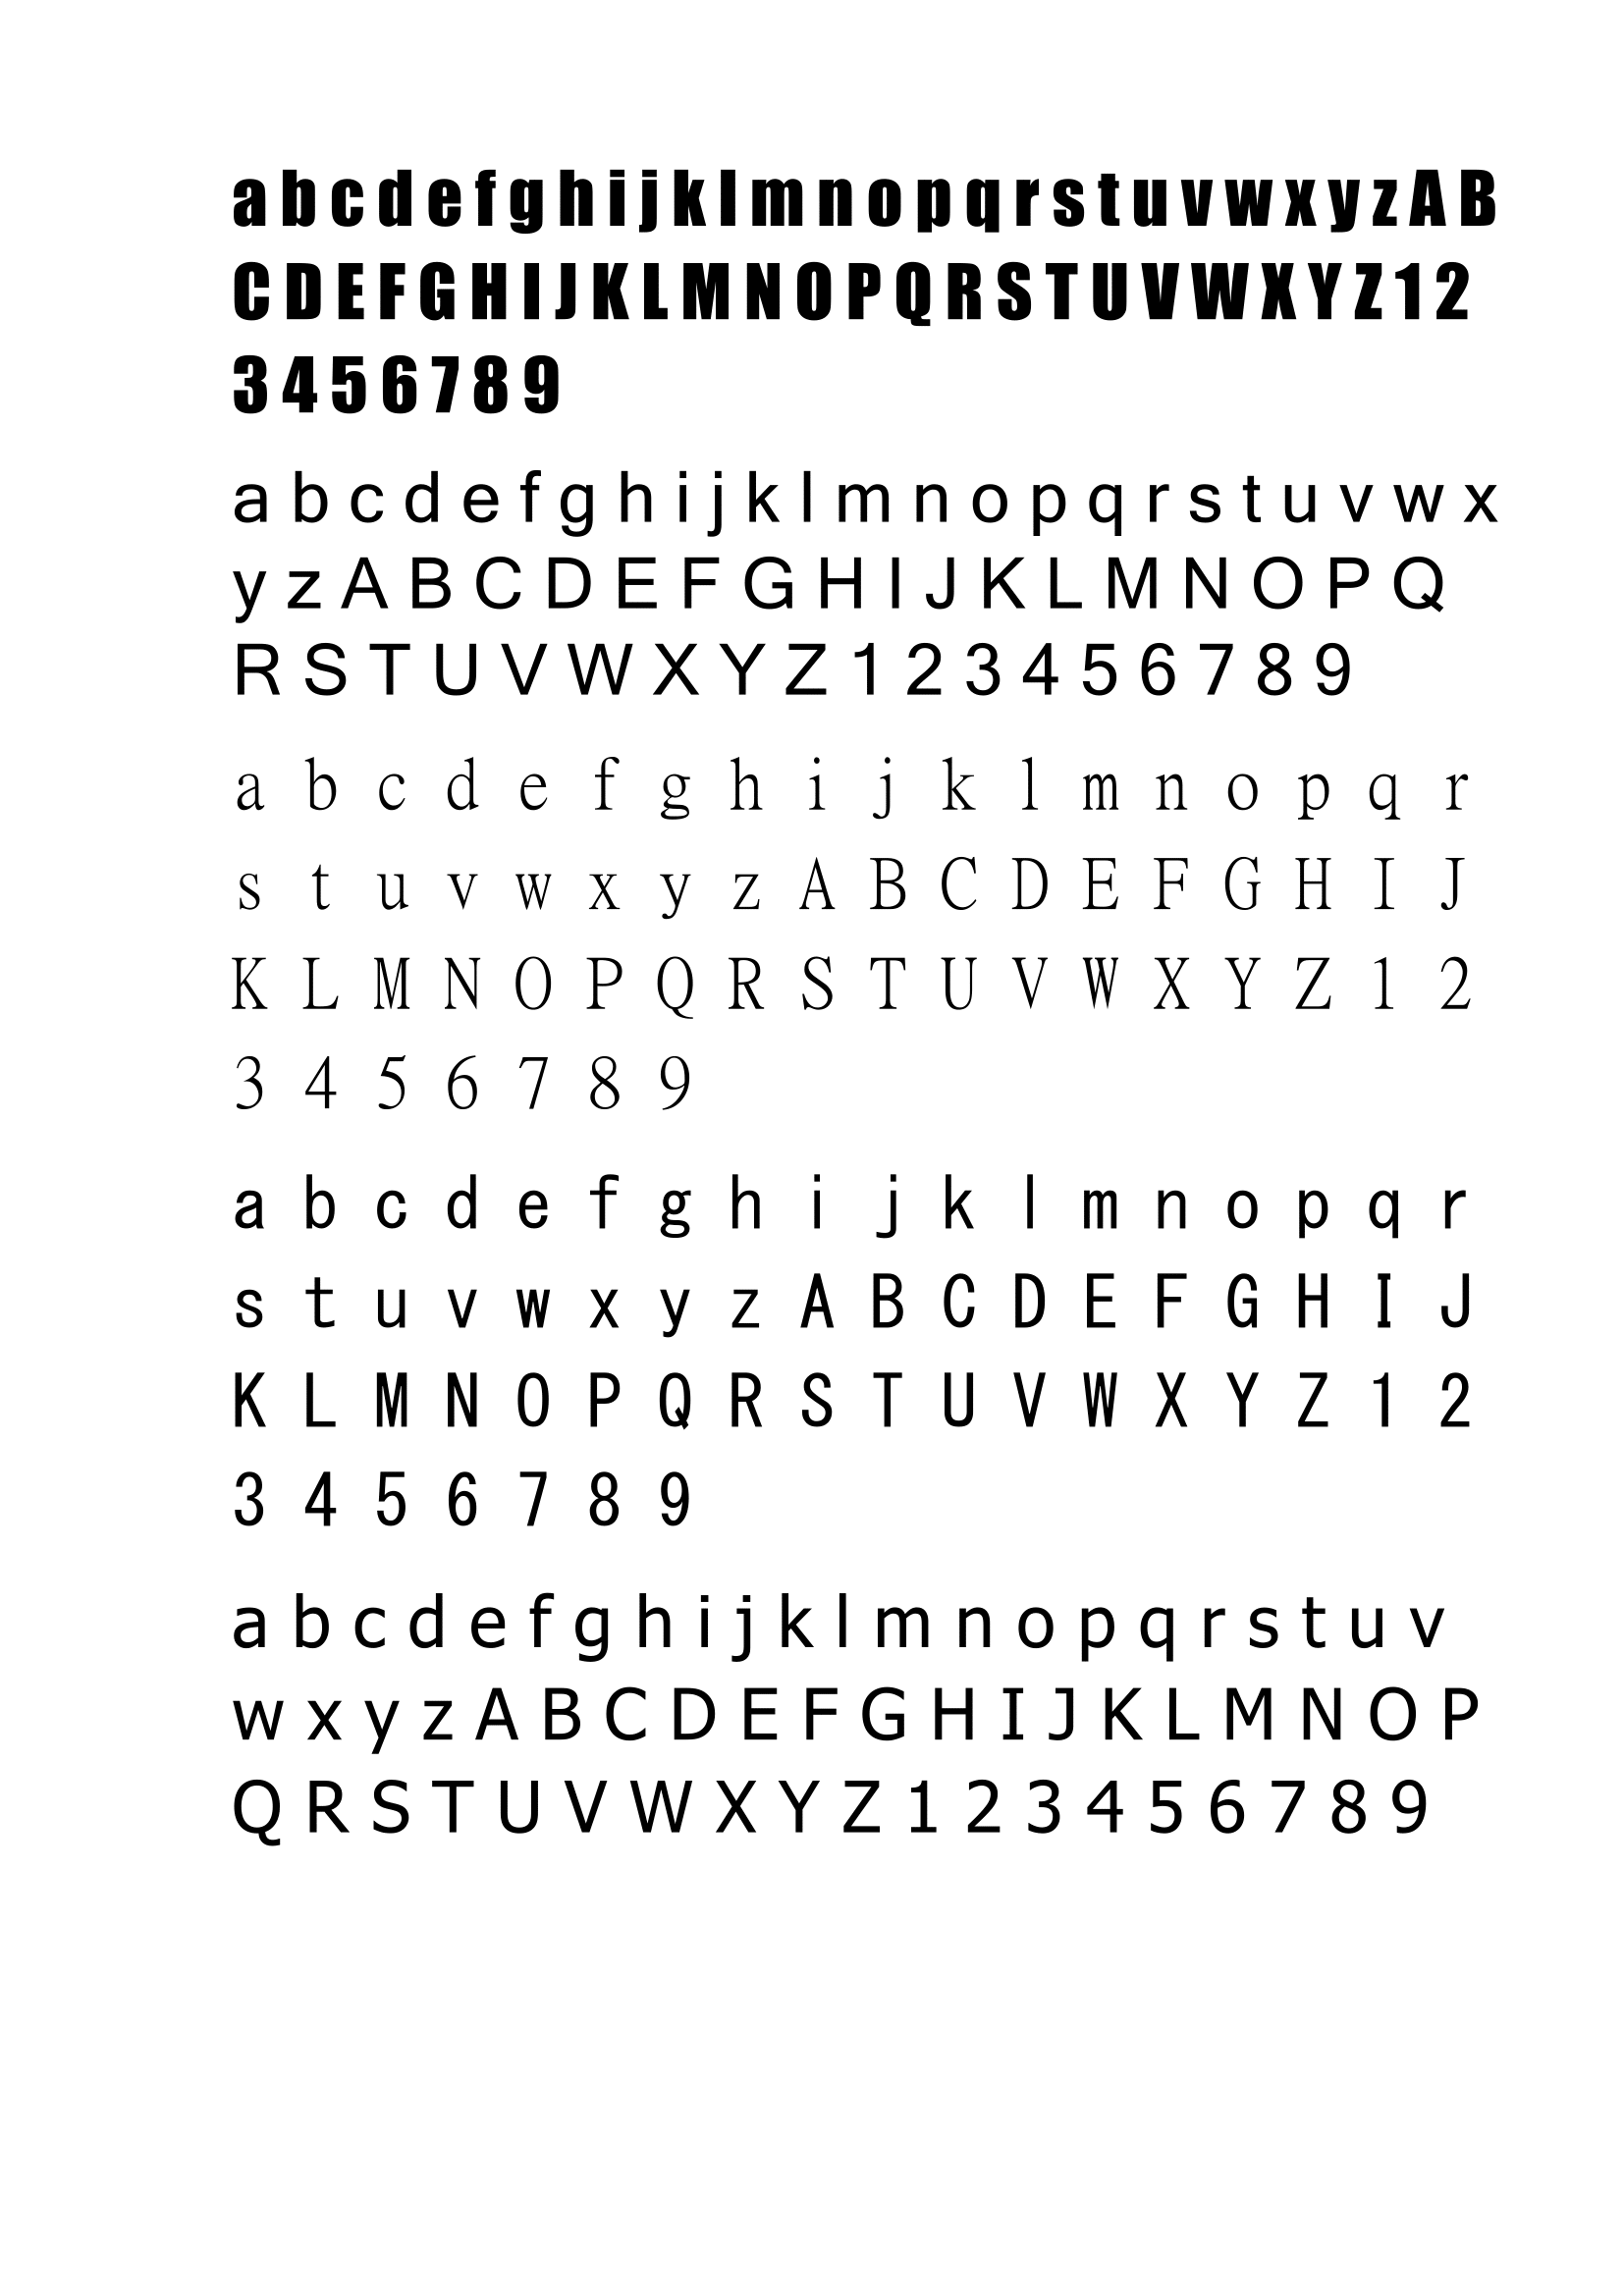 a b c d e f g h i j k l m n o p q r s t u v w x y z A B
C D E F G H I J K L M N O P Q R S T U V W X Y Z 1 2
3 4 5 6 7 8 9
a b c d e f g h i j k l m n o p q r s t u v w x
y z A B C D E F G H I J K L M N O P Q
R S T U V W X Y Z 1 2 3 4 5 6 7 8 9
a b c d e f g h i j k l m n o p q r
s t u v w x y z A B C D E F G H I J
K L M N O P Q R S T U V W X Y Z 1 2
3 4 5 6 7 8 9
a b c d e f g h i j k l m n o p q r
s t u v w x y z A B C D E F G H I J
K L M N O P Q R S T U V W X Y Z 1 2
3 4 5 6 7 8 9
a b c d e f g h i j k l m n o p q r s t u v
w x y z A B C D E F G H I J K L M N O P
Q R S T U V W X Y Z 1 2 3 4 5 6 7 8 9